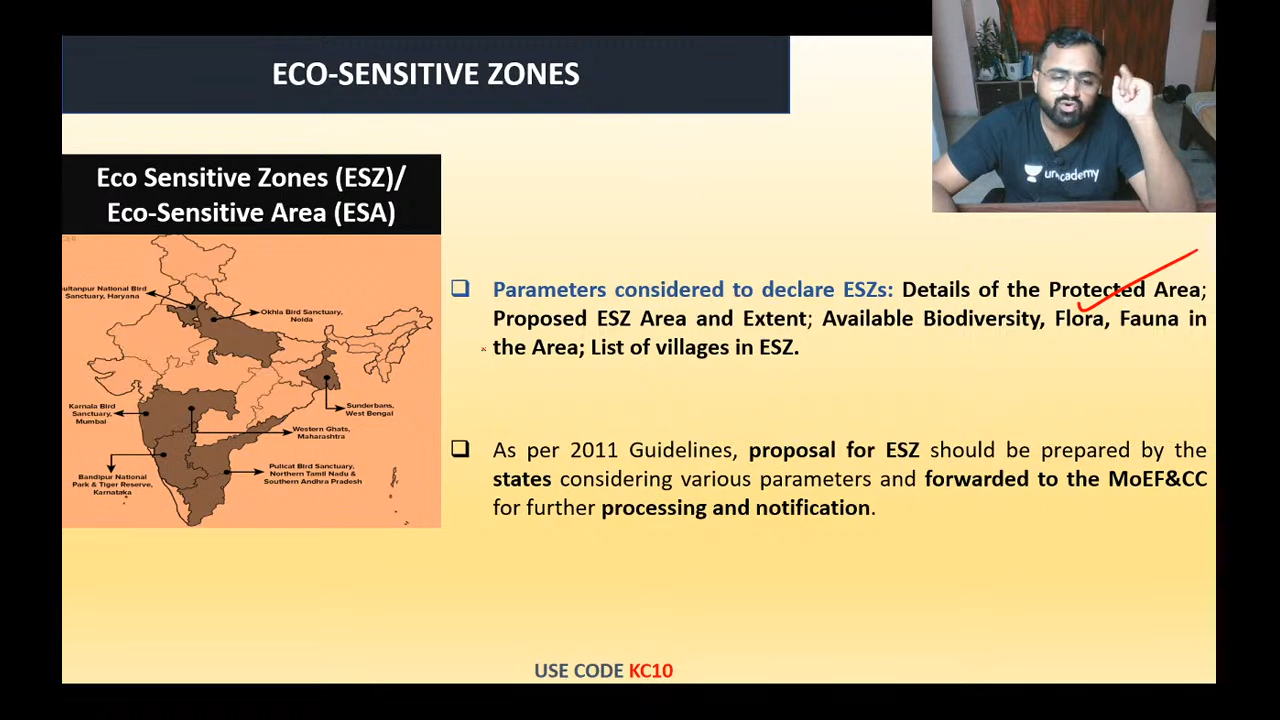 ECO-SENSITIVE ZONES
unacademy
Eco Sensitive Zones (ESZ)/
Eco-Sensitive Area (ESA)
Sultanpur National Bird
Sanctuary, Haryana
Okhla Bird Sanctuary,
Noida
Karnala Bird
Sanctuary,
Mumbai
Sunderbans,
West Bengal
Western Ghats,
Maharashtra
Bandipur National
Park & Tiger Reserve,
Karnataka
Pulicat Bird Sanctuary,
Northern Tamil Nadu &
Southern Andhra Pradesh
❑ Parameters considered to declare ESZs: Details of the Protected Area;
Proposed ESZ Area and Extent; Available Biodiversity, Flora, Fauna in
the Area; List of villages in ESZ.
❑ As per 2011 Guidelines, proposal for ESZ should be prepared by the
states considering various parameters and forwarded to the MoEF&CC
for further processing and notification.
USE CODE KC10